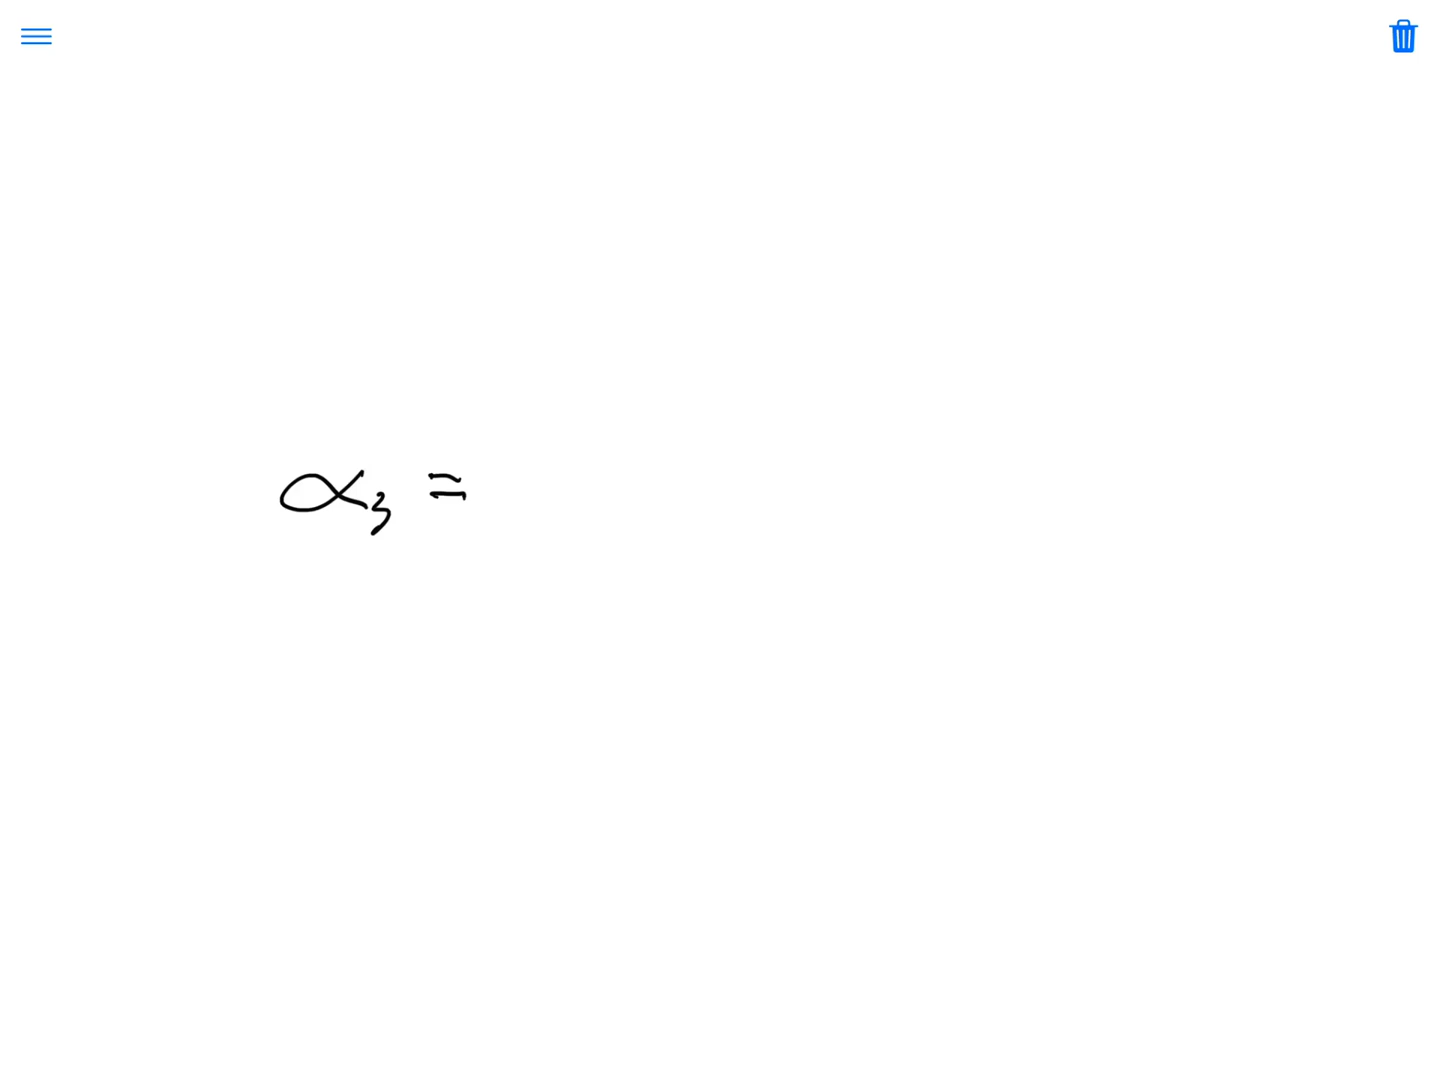 α₃ =